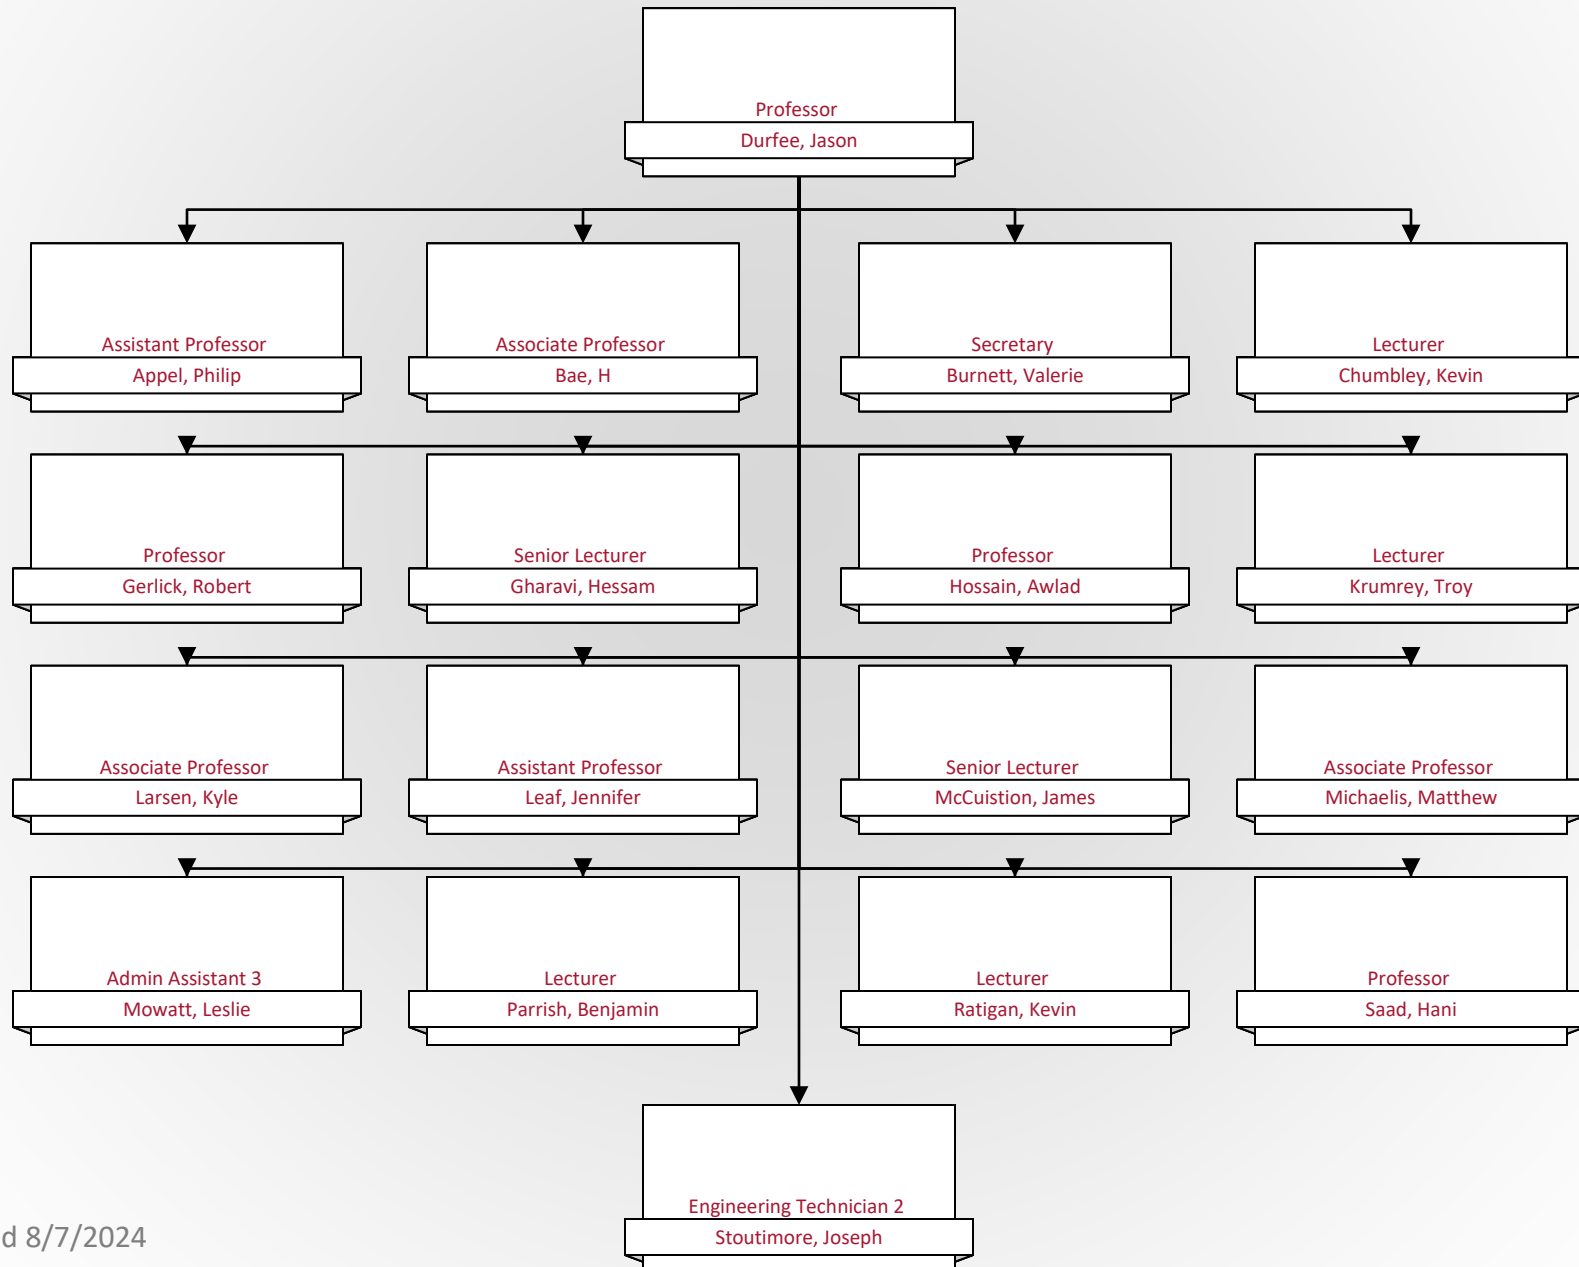 Professor
Durfee, Jason
Assistant Professor
Appel, Philip
Associate Professor
Bae, H
Secretary
Burnett, Valerie
Lecturer
Chumbley, Kevin
Professor
Gerlick, Robert
Senior Lecturer
Gharavi, Hessam
Professor
Hossain, Awlad
Lecturer
Krumrey, Troy
Associate Professor
Larsen, Kyle
Assistant Professor
Leaf, Jennifer
Senior Lecturer
McCuistion, James
Associate Professor
Michaelis, Matthew
Admin Assistant 3
Mowatt, Leslie
Lecturer
Parrish, Benjamin
Lecturer
Ratigan, Kevin
Professor
Saad, Hani
Engineering Technician 2
Stoutimore, Joseph
d 8/7/2024